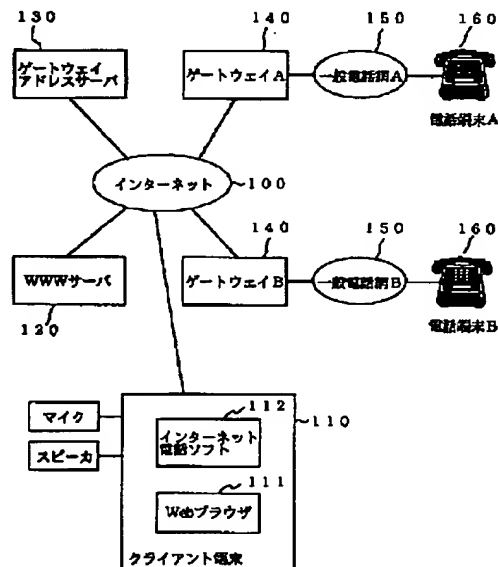 130
140
150
160
ゲートウェイ
アドレスサーバ
ゲートウェイA
一般電話網A
電話端末A
インターネット
100
140
150
160
WWWサーバ
ゲートウェイB
一般電話網B
電話端末B
120
112
110
マイク
インターネット
電話ソフト
スピーカ
111
Webブラウザ
クライアント端末